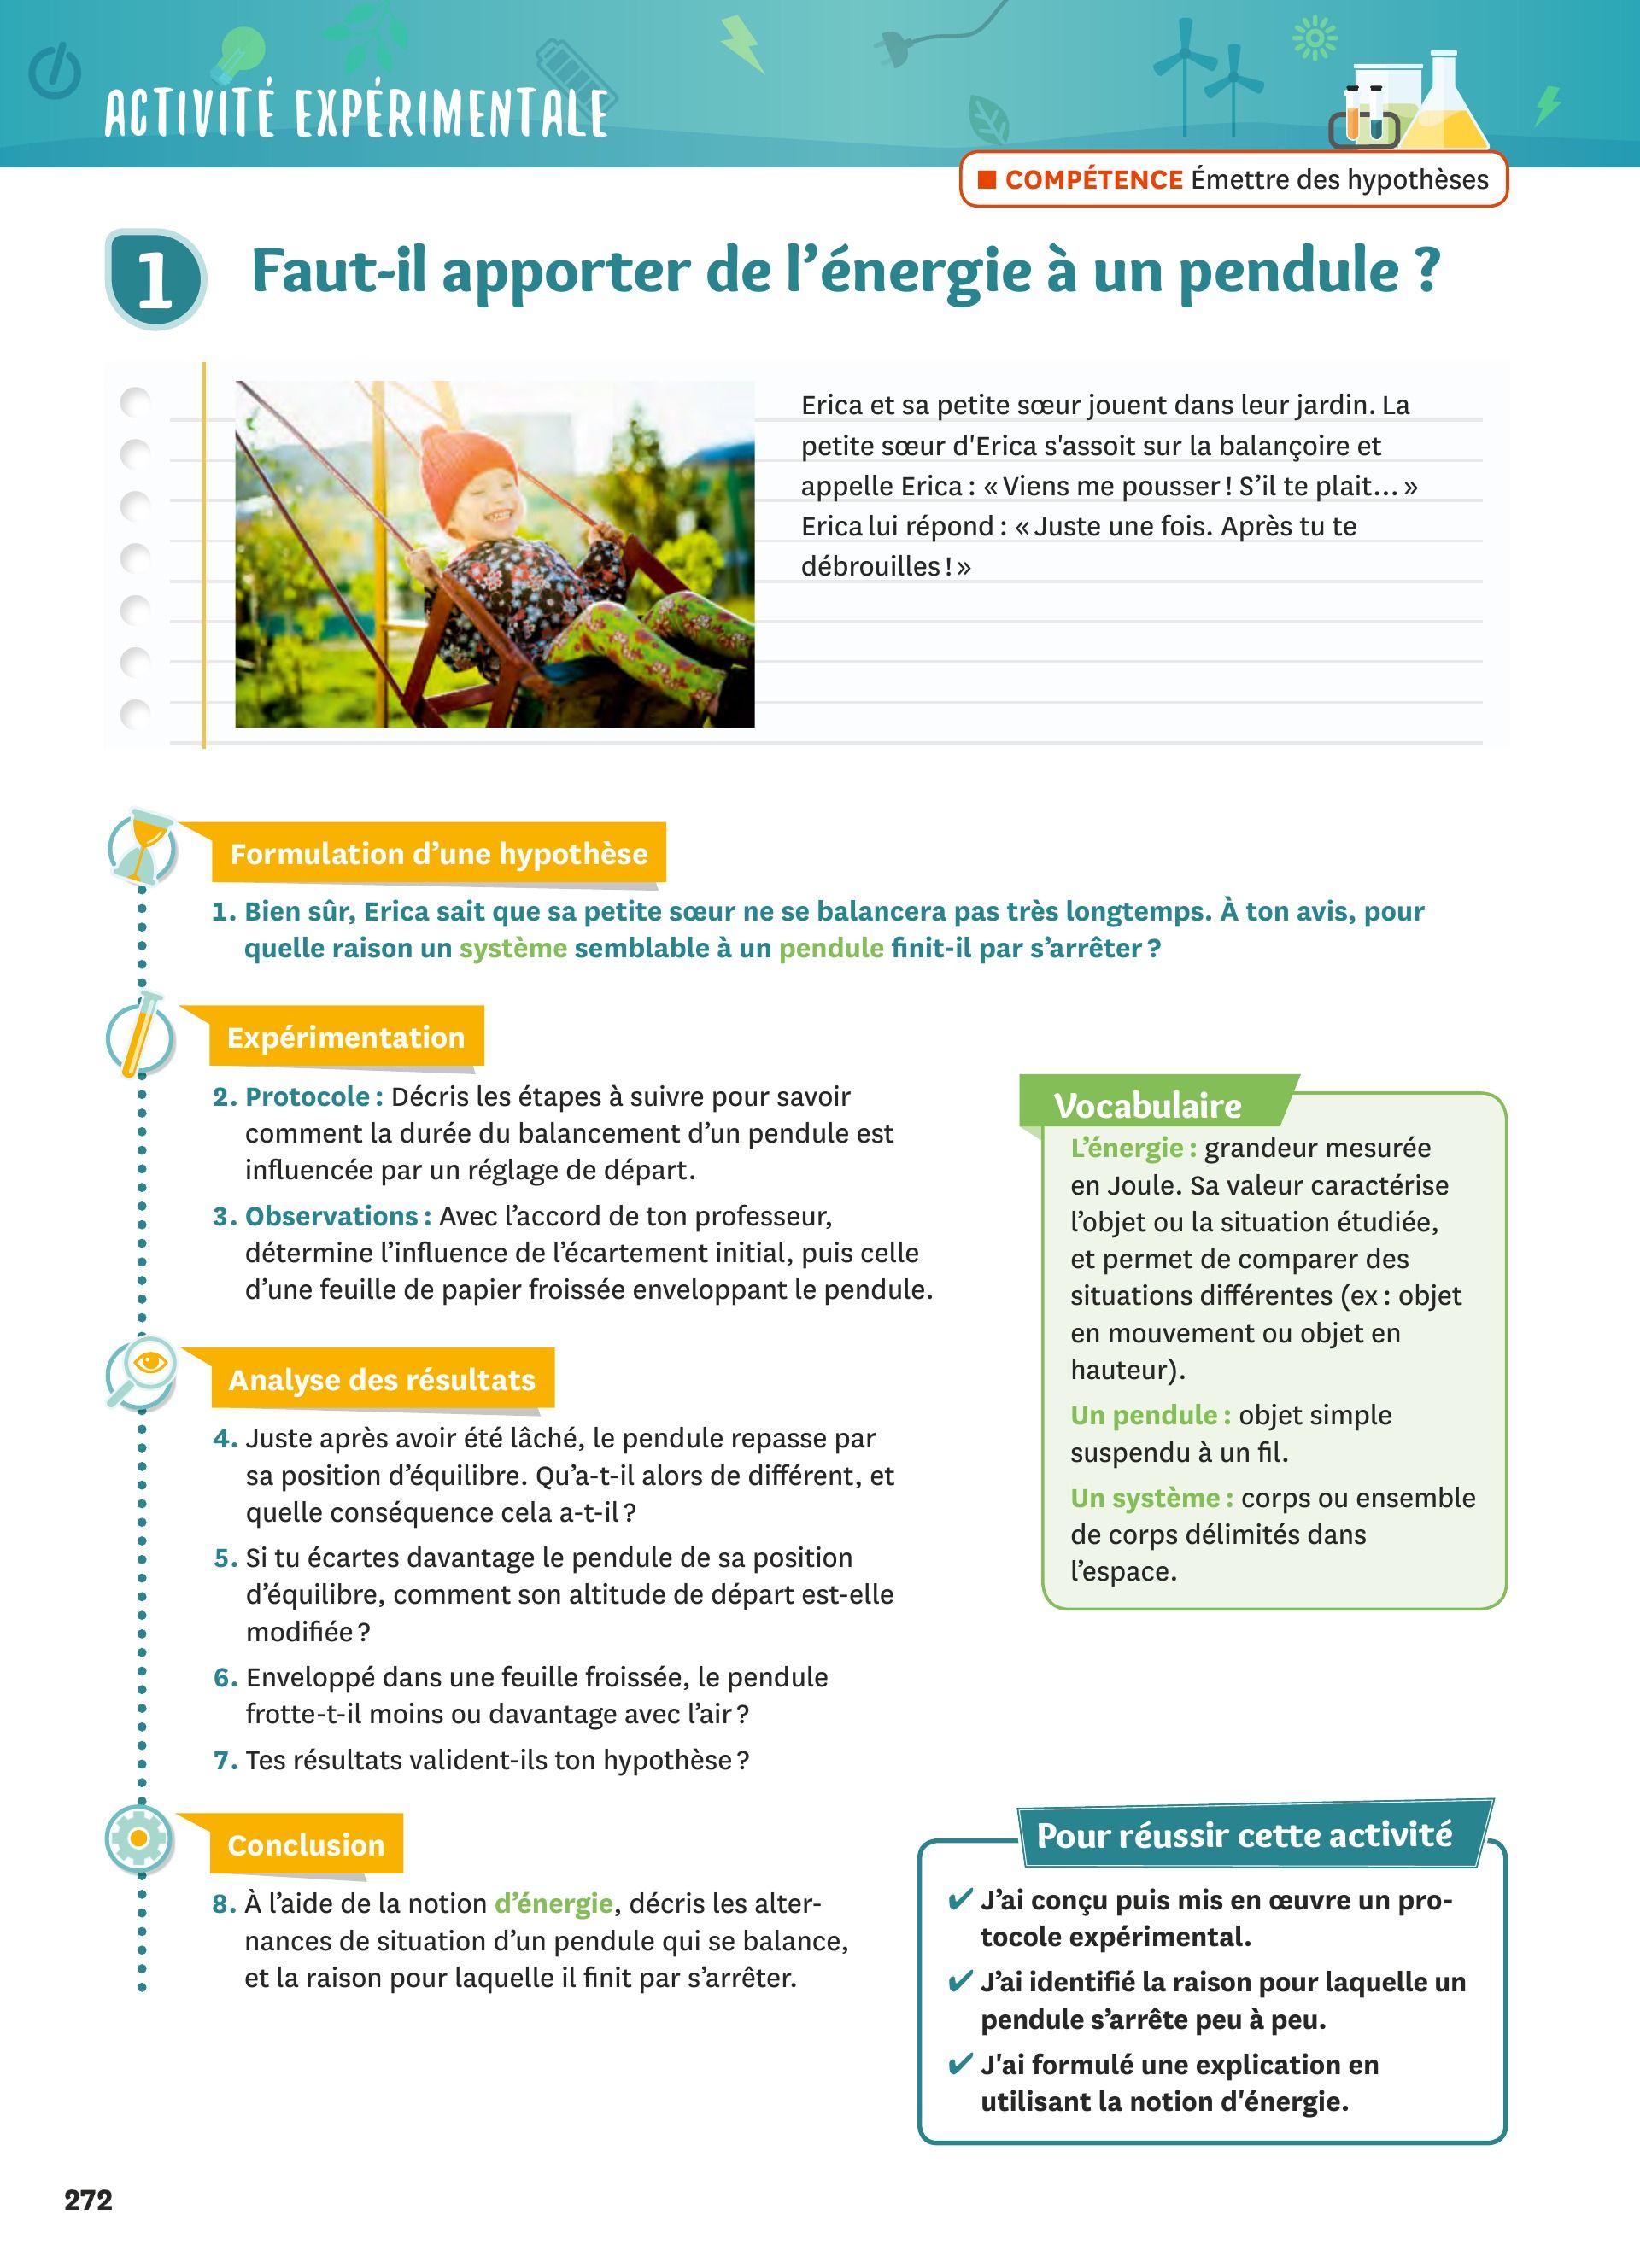 ACTIVITÉ EXPÉRIMENTALE
■ COMPÉTENCE Émettre des hypothèses
1 Faut-il apporter de l’énergie à un pendule ?
Erica et sa petite sœur jouent dans leur jardin. La
petite sœur d'Erica s'assoit sur la balançoire et
appelle Erica : « Viens me pousser ! S’il te plait… »
Erica lui répond : « Juste une fois. Après tu te
débrouilles ! »
Formulation d’une hypothèse
1. Bien sûr, Erica sait que sa petite sœur ne se balancera pas très longtemps. À ton avis, pour
quelle raison un système semblable à un pendule finit-il par s’arrêter ?
Expérimentation
2. Protocole : Décris les étapes à suivre pour savoir
comment la durée du balancement d’un pendule est
influencée par un réglage de départ.
3. Observations : Avec l’accord de ton professeur,
détermine l’influence de l’écartement initial, puis celle
d’une feuille de papier froissée enveloppant le pendule.
Analyse des résultats
4. Juste après avoir été lâché, le pendule repasse par
sa position d’équilibre. Qu’a-t-il alors de différent, et
quelle conséquence cela a-t-il ?
5. Si tu écartes davantage le pendule de sa position
d’équilibre, comment son altitude de départ est-elle
modifiée ?
6. Enveloppé dans une feuille froissée, le pendule
frotte-t-il moins ou davantage avec l’air ?
7. Tes résultats valident-ils ton hypothèse ?
Conclusion
8. À l’aide de la notion d’énergie, décris les alter-
nances de situation d’un pendule qui se balance,
et la raison pour laquelle il finit par s’arrêter.
Vocabulaire
L’énergie : grandeur mesurée
en Joule. Sa valeur caractérise
l’objet ou la situation étudiée,
et permet de comparer des
situations différentes (ex : objet
en mouvement ou objet en
hauteur).
Un pendule : objet simple
suspendu à un fil.
Un système : corps ou ensemble
de corps délimités dans
l’espace.
Pour réussir cette activité
✔ J’ai conçu puis mis en œuvre un pro-
tocole expérimental.
✔ J’ai identifié la raison pour laquelle un
pendule s’arrête peu à peu.
✔ J'ai formulé une explication en
utilisant la notion d'énergie.
272